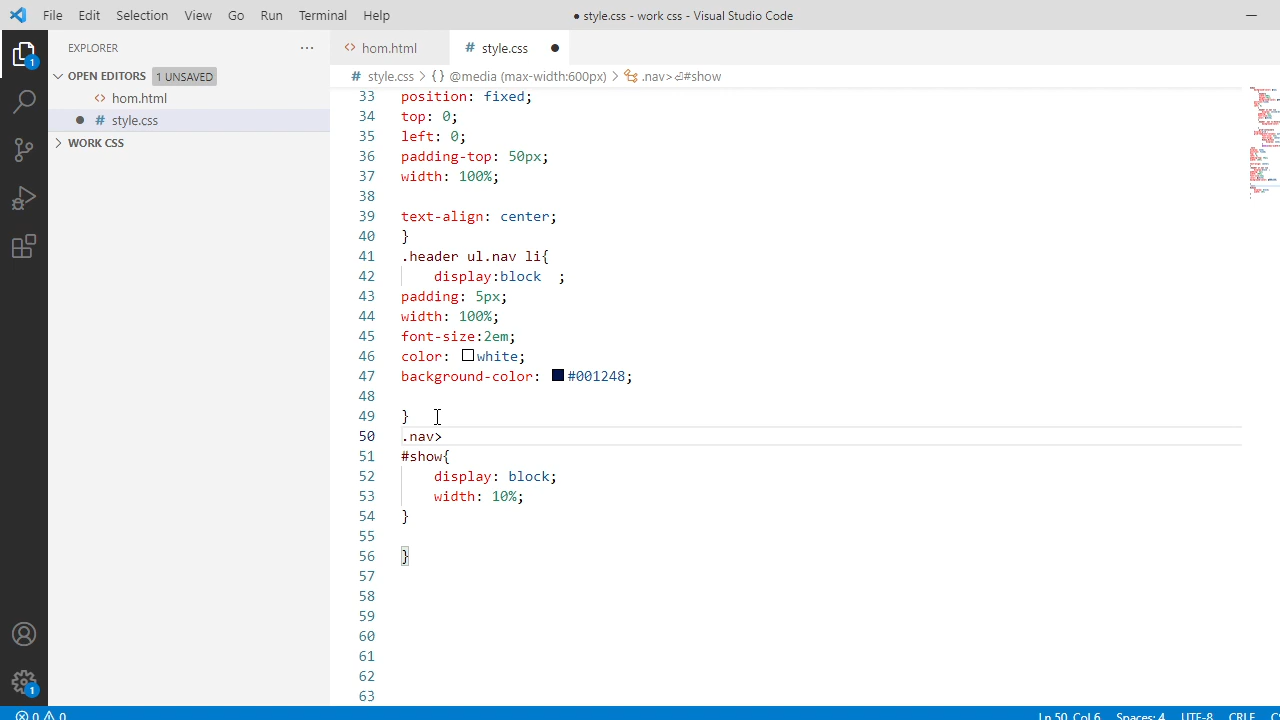 File Edit Selection View Go Run Terminal Help ● style.css - work css - Visual Studio Code
EXPLORER ···
<> hom.html # style.css ●
OPEN EDITORS 1 UNSAVED
# style.css > {} @media (max-width:600px) > .nav>⏎#show
<> hom.html
● # style.css
WORK CSS
1
33 position: fixed;
34 top: 0;
35 left: 0;
36 padding-top: 50px;
37 width: 100%;
38
39 text-align: center;
40 }
41 .header ul.nav li{
42 display:block ;
43 padding: 5px;
44 width: 100%;
45 font-size:2em;
46 color: white;
47 background-color: #001248;
48
49 }
50 .nav>
51 #show{
52 display: block;
53 width: 10%;
54 }
55
56 }
57
58
59
60
61
62
63
1
0 0 Ln 50, Col 6 Spaces: 4 UTF-8 CRLF